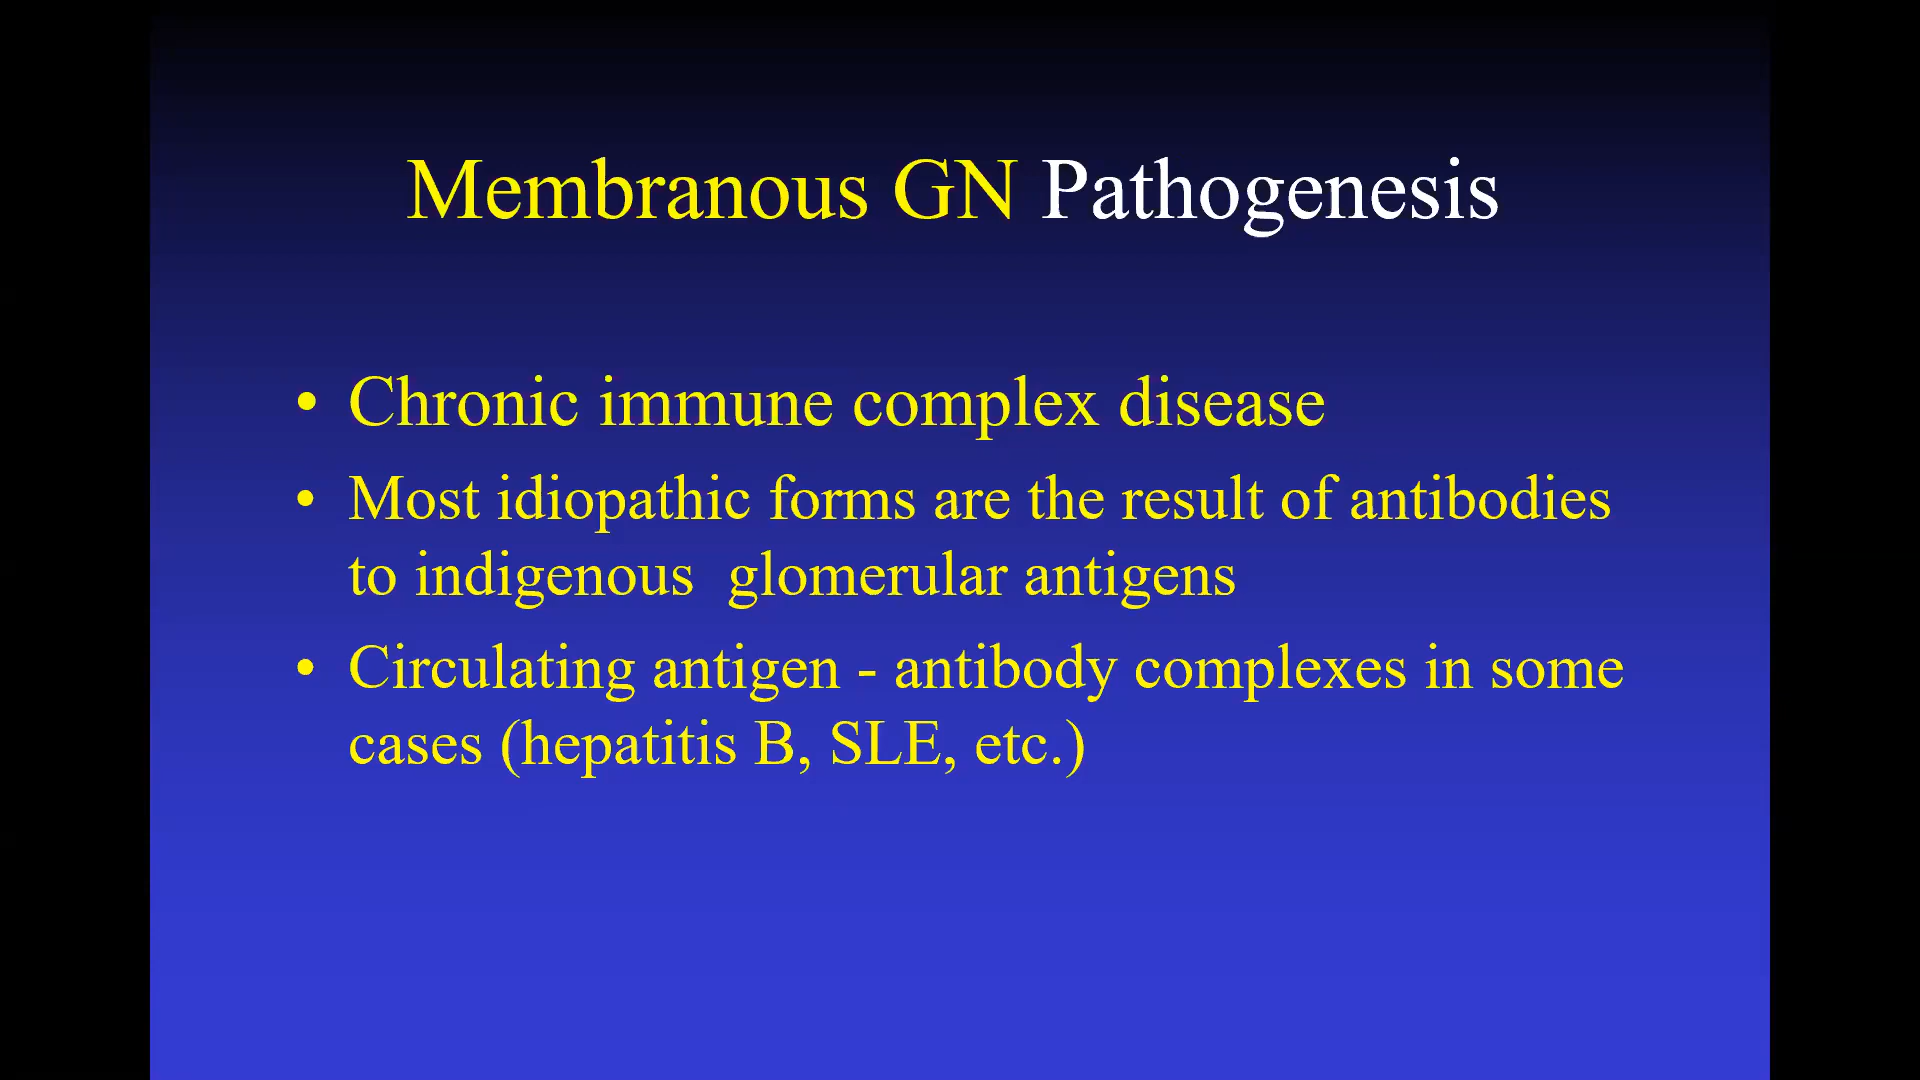 Membranous GN Pathogenesis
• Chronic immune complex disease
• Most idiopathic forms are the result of antibodies
to indigenous  glomerular antigens
• Circulating antigen - antibody complexes in some
cases (hepatitis B, SLE, etc.)